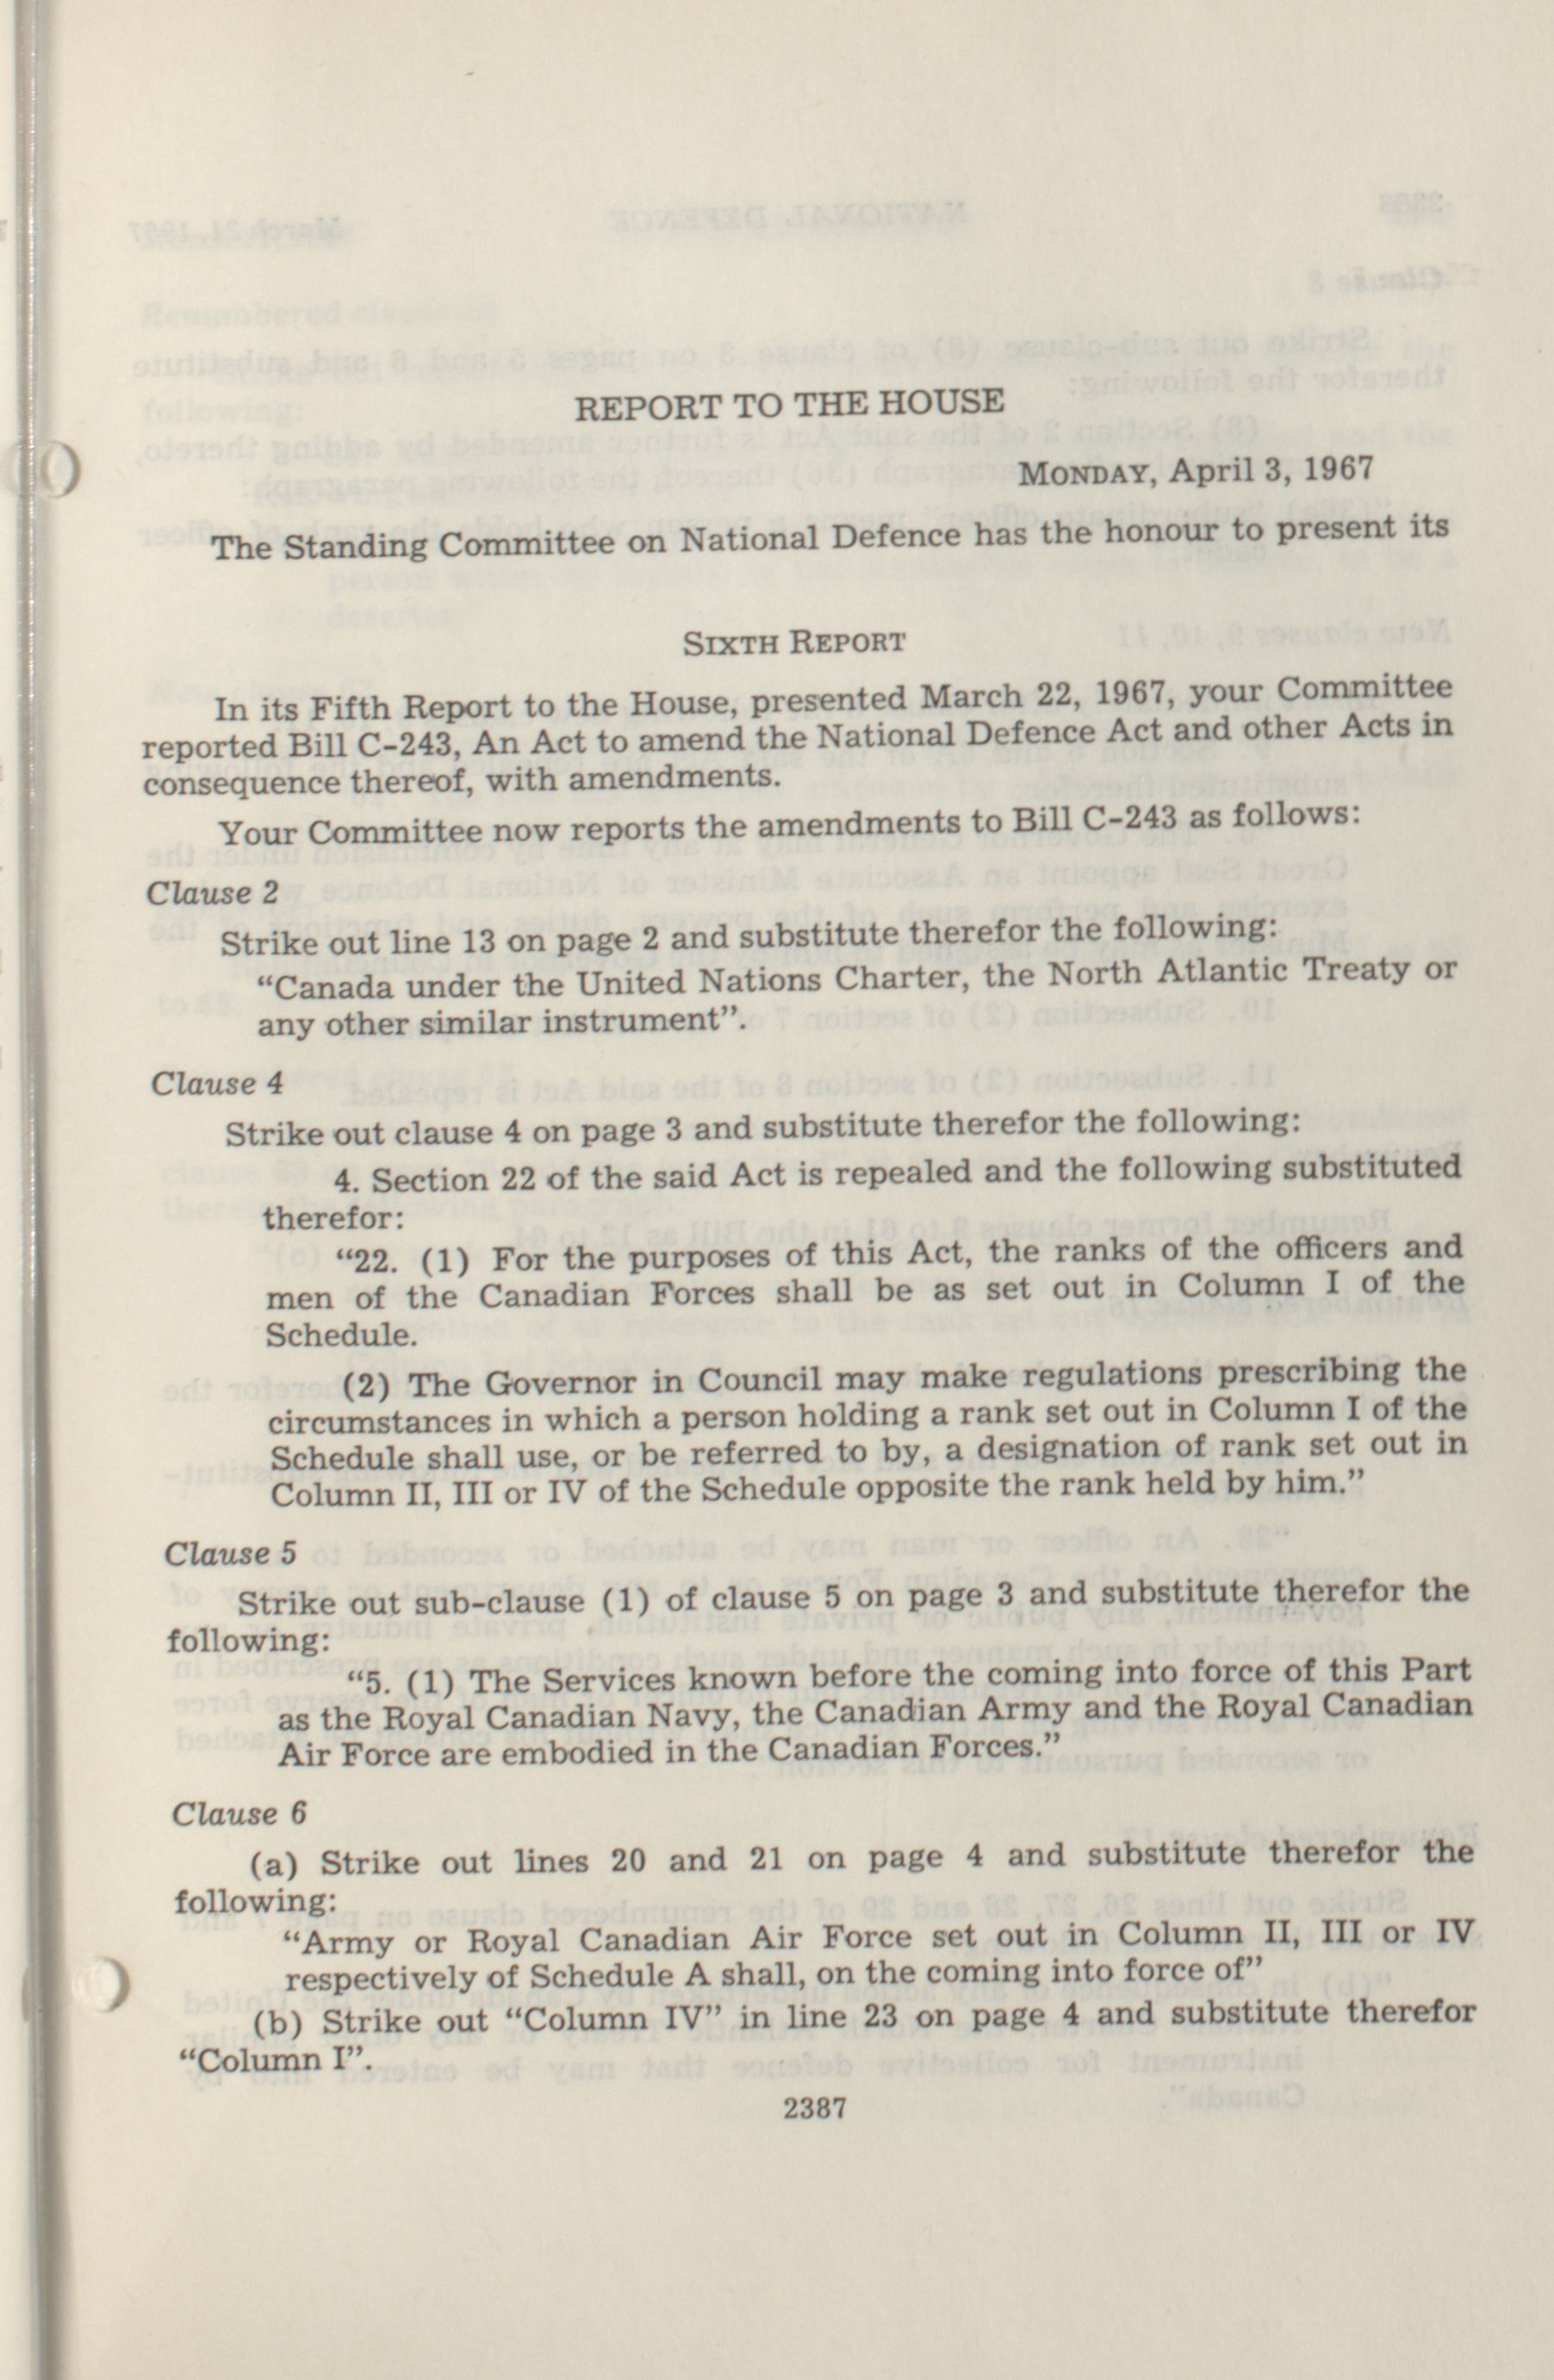 REPORT TO THE HOUSE
MONDAY, April 3, 1967
The Standing Committee on National Defence has the honour to present its
SIXTH REPORT
In its Fifth Report to the House, presented March 22, 1967, your Committee
reported Bill C-243, An Act to amend the National Defence Act and other Acts in
consequence thereof, with amendments.
Your Committee now reports the amendments to Bill C-243 as follows:
Clause 2
Strike out line 13 on page 2 and substitute therefor the following:
“Canada under the United Nations Charter, the North Atlantic Treaty or
any other similar instrument”.
Clause 4
Strike out clause 4 on page 3 and substitute therefor the following:
4. Section 22 of the said Act is repealed and the following substituted
therefor:
“22. (1) For the purposes of this Act, the ranks of the officers and
men of the Canadian Forces shall be as set out in Column I of the
Schedule.
(2) The Governor in Council may make regulations prescribing the
circumstances in which a person holding a rank set out in Column I of the
Schedule shall use, or be referred to by, a designation of rank set out in
Column II, III or IV of the Schedule opposite the rank held by him.”
Clause 5
Strike out sub-clause (1) of clause 5 on page 3 and substitute therefor the
following:
“5. (1) The Services known before the coming into force of this Part
as the Royal Canadian Navy, the Canadian Army and the Royal Canadian
Air Force are embodied in the Canadian Forces.”
Clause 6
(a) Strike out lines 20 and 21 on page 4 and substitute therefor the
following:
“Army or Royal Canadian Air Force set out in Column II, III or IV
respectively of Schedule A shall, on the coming into force of”
(b) Strike out “Column IV” in line 23 on page 4 and substitute therefor
“Column I”.
2387